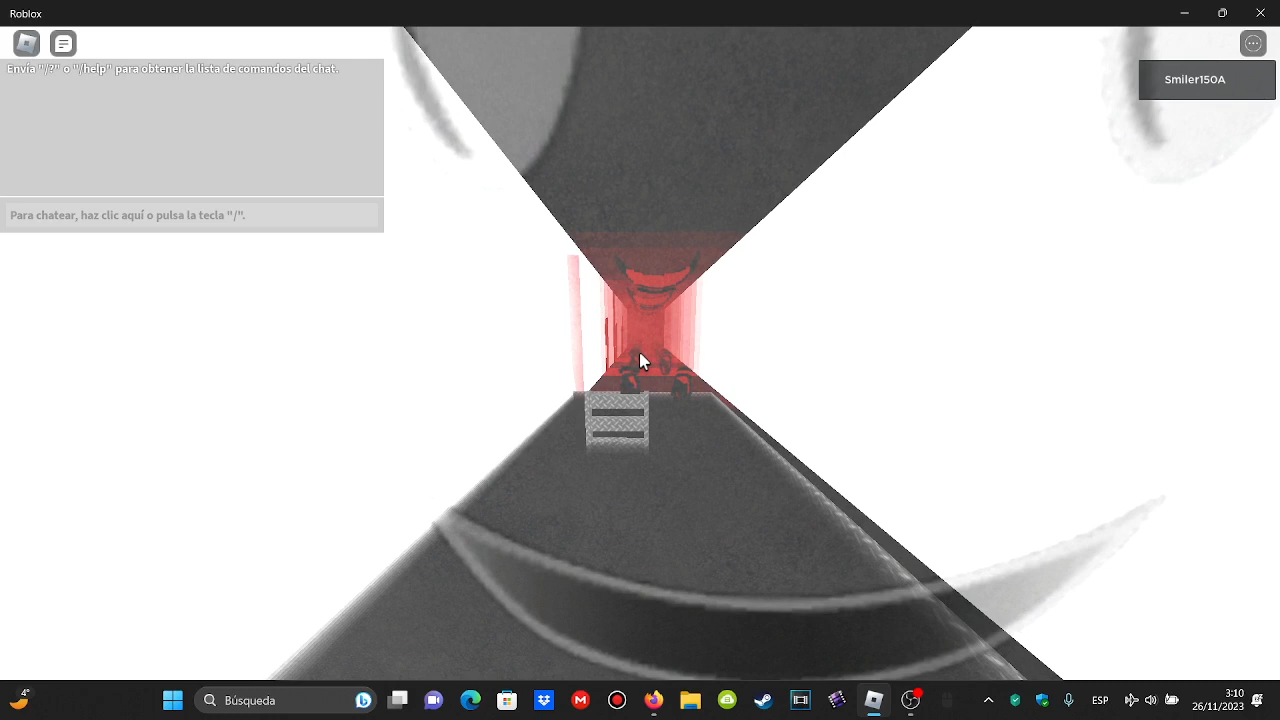 Roblox
Envía "/?" o "/help" para obtener la lista de comandos del chat.
Smiler150A
Para chatear, haz clic aquí o pulsa la tecla "/".
4°
Búsqueda
ESP
3:10
26/11/2023